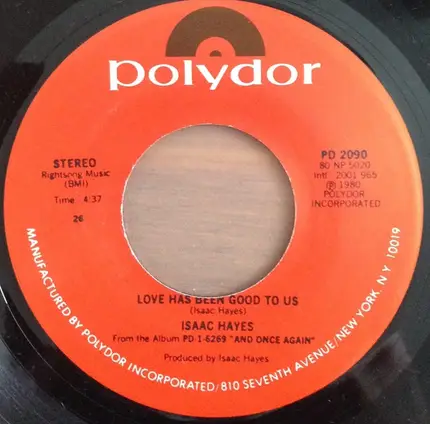 polydor
STEREO
Rightsong Music
(BMI)
Time 4:37
26
PD 2090
80 NP 5020
Intl 2001 965
℗ 1980
POLYDOR
INCORPORATED
LOVE HAS BEEN GOOD TO US
(Isaac Hayes)
ISAAC HAYES
From the Album PD-1-6269 "AND ONCE AGAIN"
Produced by Isaac Hayes
MANUFACTURED BY POLYDOR INCORPORATED/810 SEVENTH AVENUE/NEW YORK, N.Y. 10019